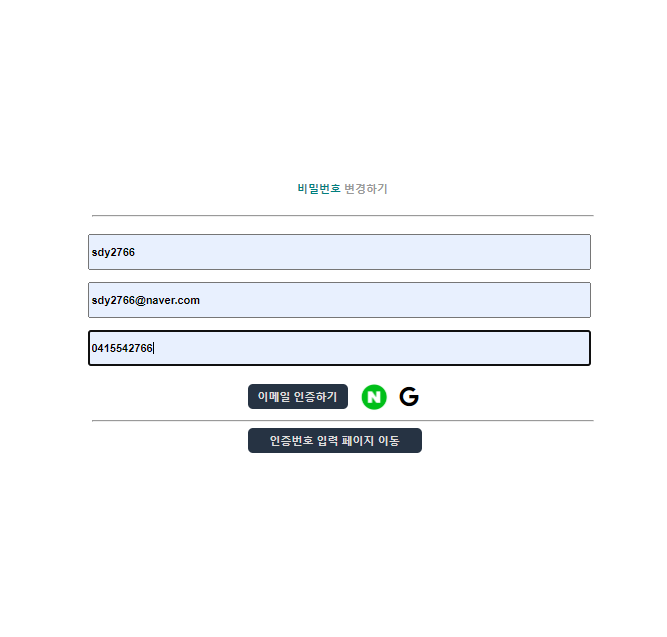 비밀번호 변경하기
sdy2766
sdy2766@naver.com
0415542766
이메일 인증하기 N G
인증번호 입력 페이지 이동